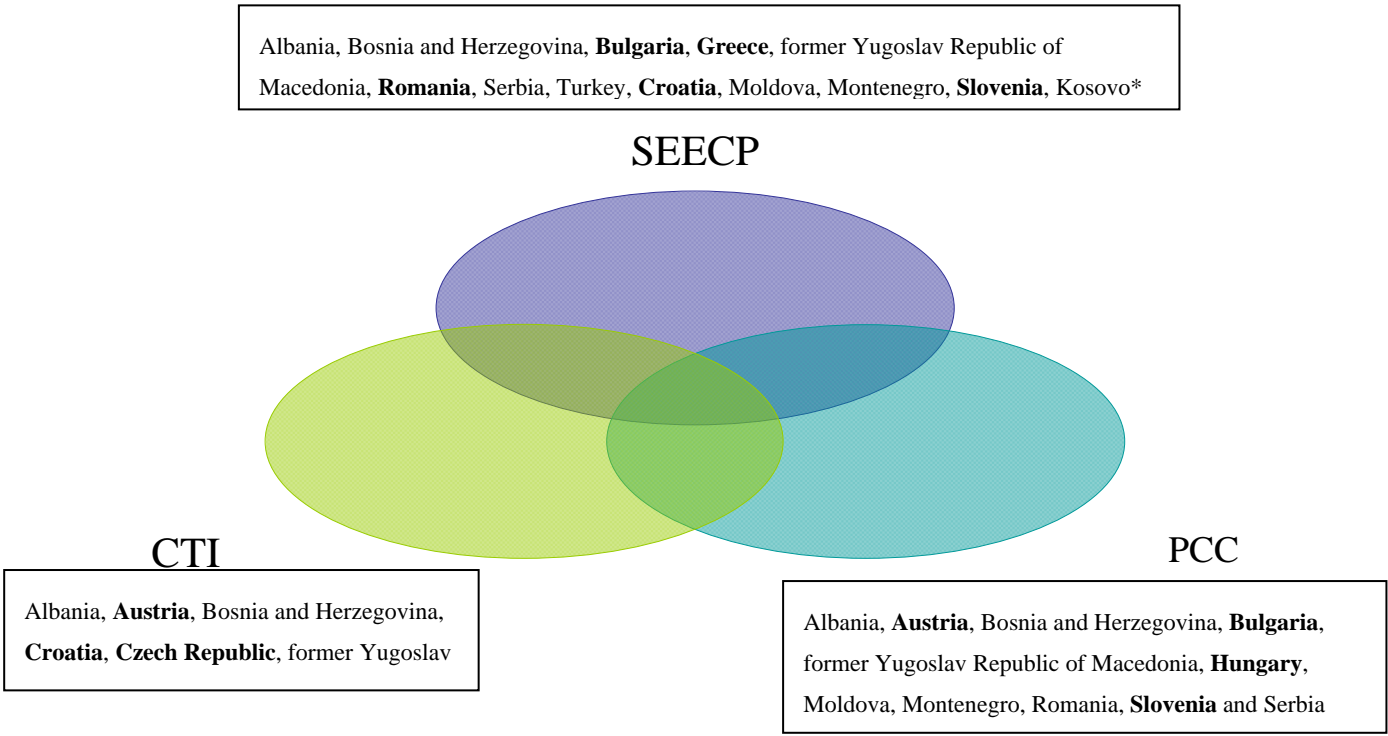 Albania, Bosnia and Herzegovina, Bulgaria, Greece, former Yugoslav Republic of
Macedonia, Romania, Serbia, Turkey, Croatia, Moldova, Montenegro, Slovenia, Kosovo*
SEECP
CTI
PCC
Albania, Austria, Bosnia and Herzegovina,
Croatia, Czech Republic, former Yugoslav
Albania, Austria, Bosnia and Herzegovina, Bulgaria,
former Yugoslav Republic of Macedonia, Hungary,
Moldova, Montenegro, Romania, Slovenia and Serbia